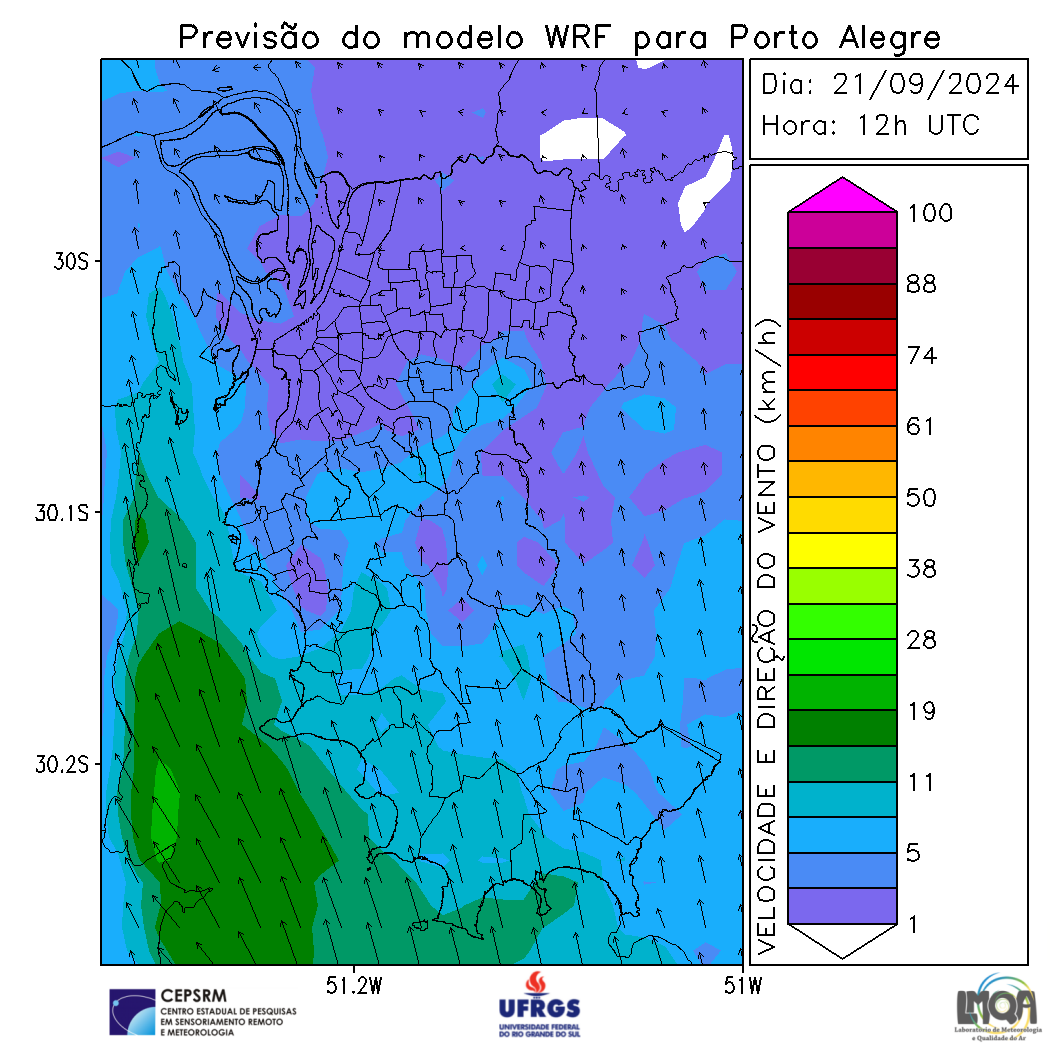 Previsão do modelo WRF para Porto Alegre
Dia: 21/09/2024
Hora: 12h UTC
30S
30.1S
30.2S
51.2W
51W
VELOCIDADE E DIREÇÃO DO VENTO (km/h)
100
88
74
61
50
38
28
19
11
5
1
CEPSRM
CENTRO ESTADUAL DE PESQUISAS
EM SENSORIAMENTO REMOTO
E METEOROLOGIA
UFRGS
UNIVERSIDADE FEDERAL
DO RIO GRANDE DO SUL
LMQA
Laboratório de Meteorologia
e Qualidade do Ar